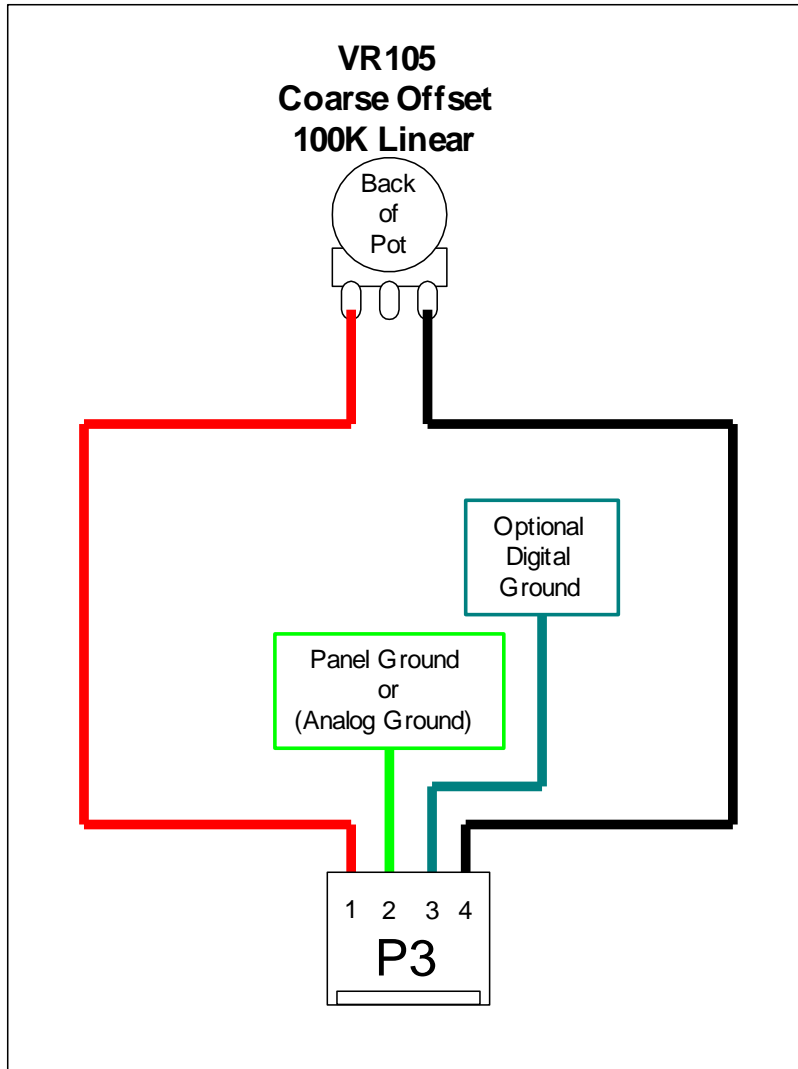 VR105
Coarse Offset
100K Linear
Back
of
Pot
Optional
Digital
Ground
Panel Ground
or
(Analog Ground)
1 2 3 4
P3